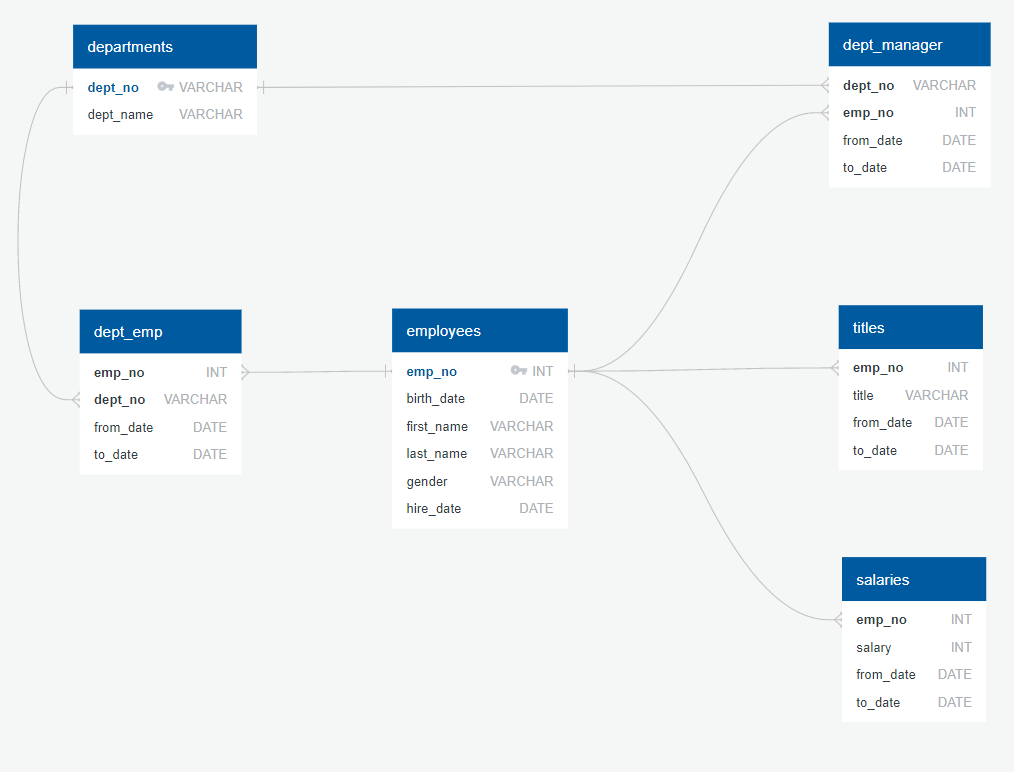 departments
dept_no VARCHAR
dept_name VARCHAR
dept_manager
dept_no VARCHAR
emp_no INT
from_date DATE
to_date DATE
dept_emp
emp_no INT
dept_no VARCHAR
from_date DATE
to_date DATE
employees
emp_no INT
birth_date DATE
first_name VARCHAR
last_name VARCHAR
gender VARCHAR
hire_date DATE
titles
emp_no INT
title VARCHAR
from_date DATE
to_date DATE
salaries
emp_no INT
salary INT
from_date DATE
to_date DATE